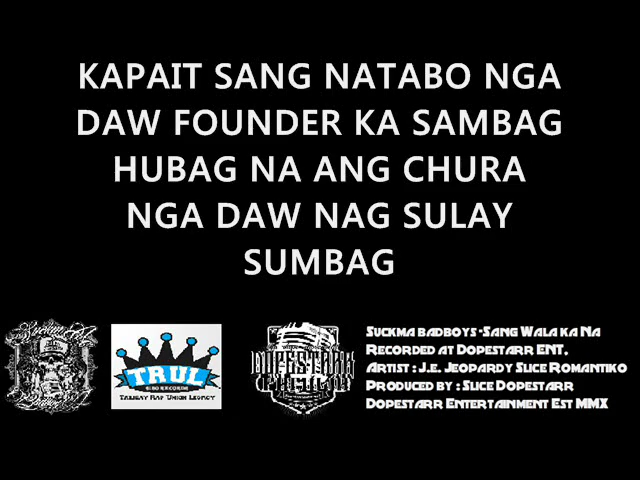 KAPAIT SANG NATABO NGA
DAW FOUNDER KA SAMBAG
HUBAG NA ANG CHURA
NGA DAW NAG SULAY
SUMBAG
TRUL
TALISAY RAP UNION LEGACY
DOPESTARR
SUCKMA BADBOYS -SANG WALA KA NA
RECORDED AT DOPESTARR ENT.
ARTIST : J.E. JEOPARDY SLICE ROMANTIKO
PRODUCED BY : SLICE DOPESTARR
DOPESTARR ENTERTAINMENT EST MMX